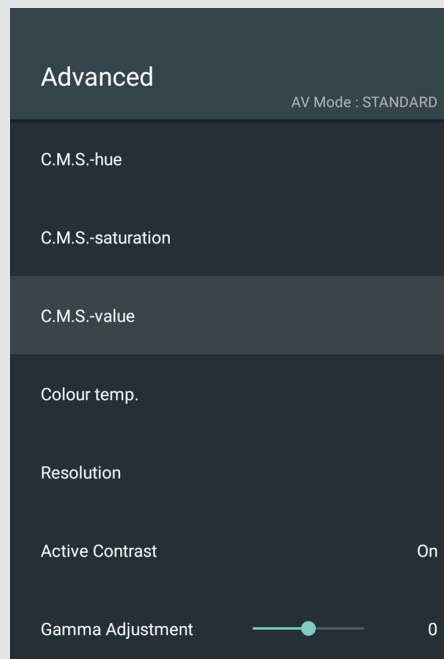 Advanced
AV Mode : STANDARD
C.M.S.-hue
C.M.S.-saturation
C.M.S.-value
Colour temp.
Resolution
Active Contrast On
Gamma Adjustment 0